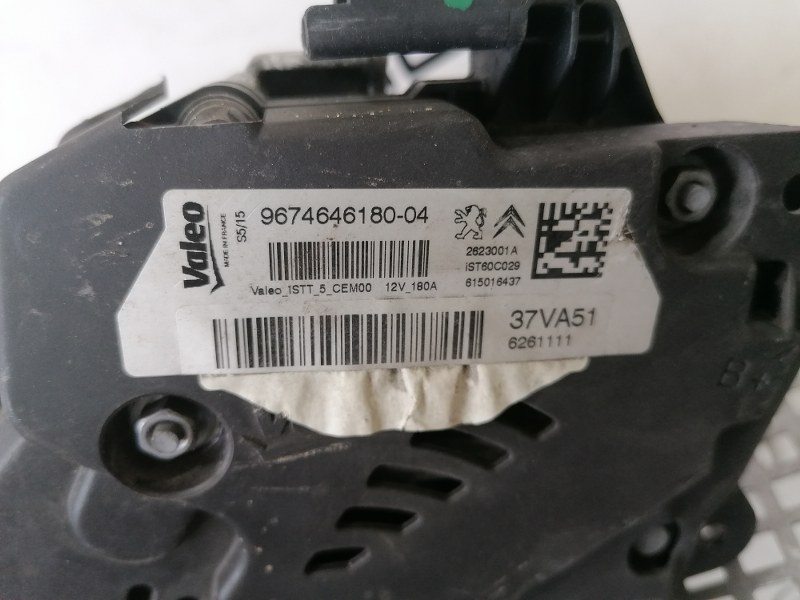 Valeo
MADE IN FRANCE
S5/15
9674646180-04
2623001A
iST60C029
615016437
Valeo_iSTT_5_CEM00 12V_180A
37VA51
6261111
B+